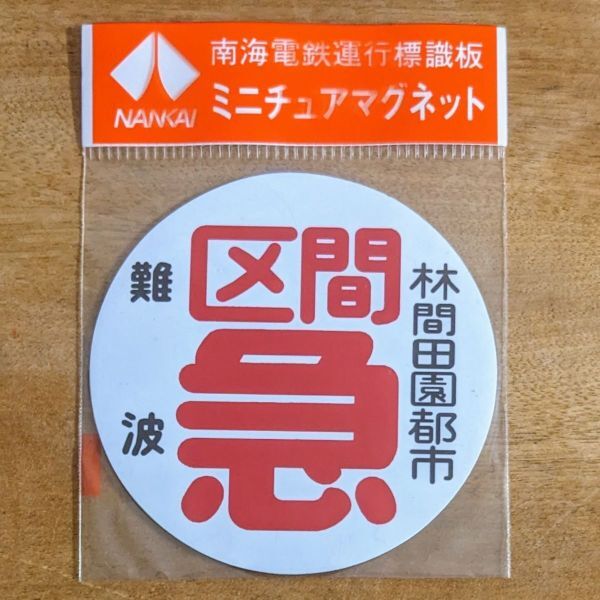 NANKAI
南海電鉄運行標識板
ミニチュアマグネット
区間
急
難波
林間田園都市